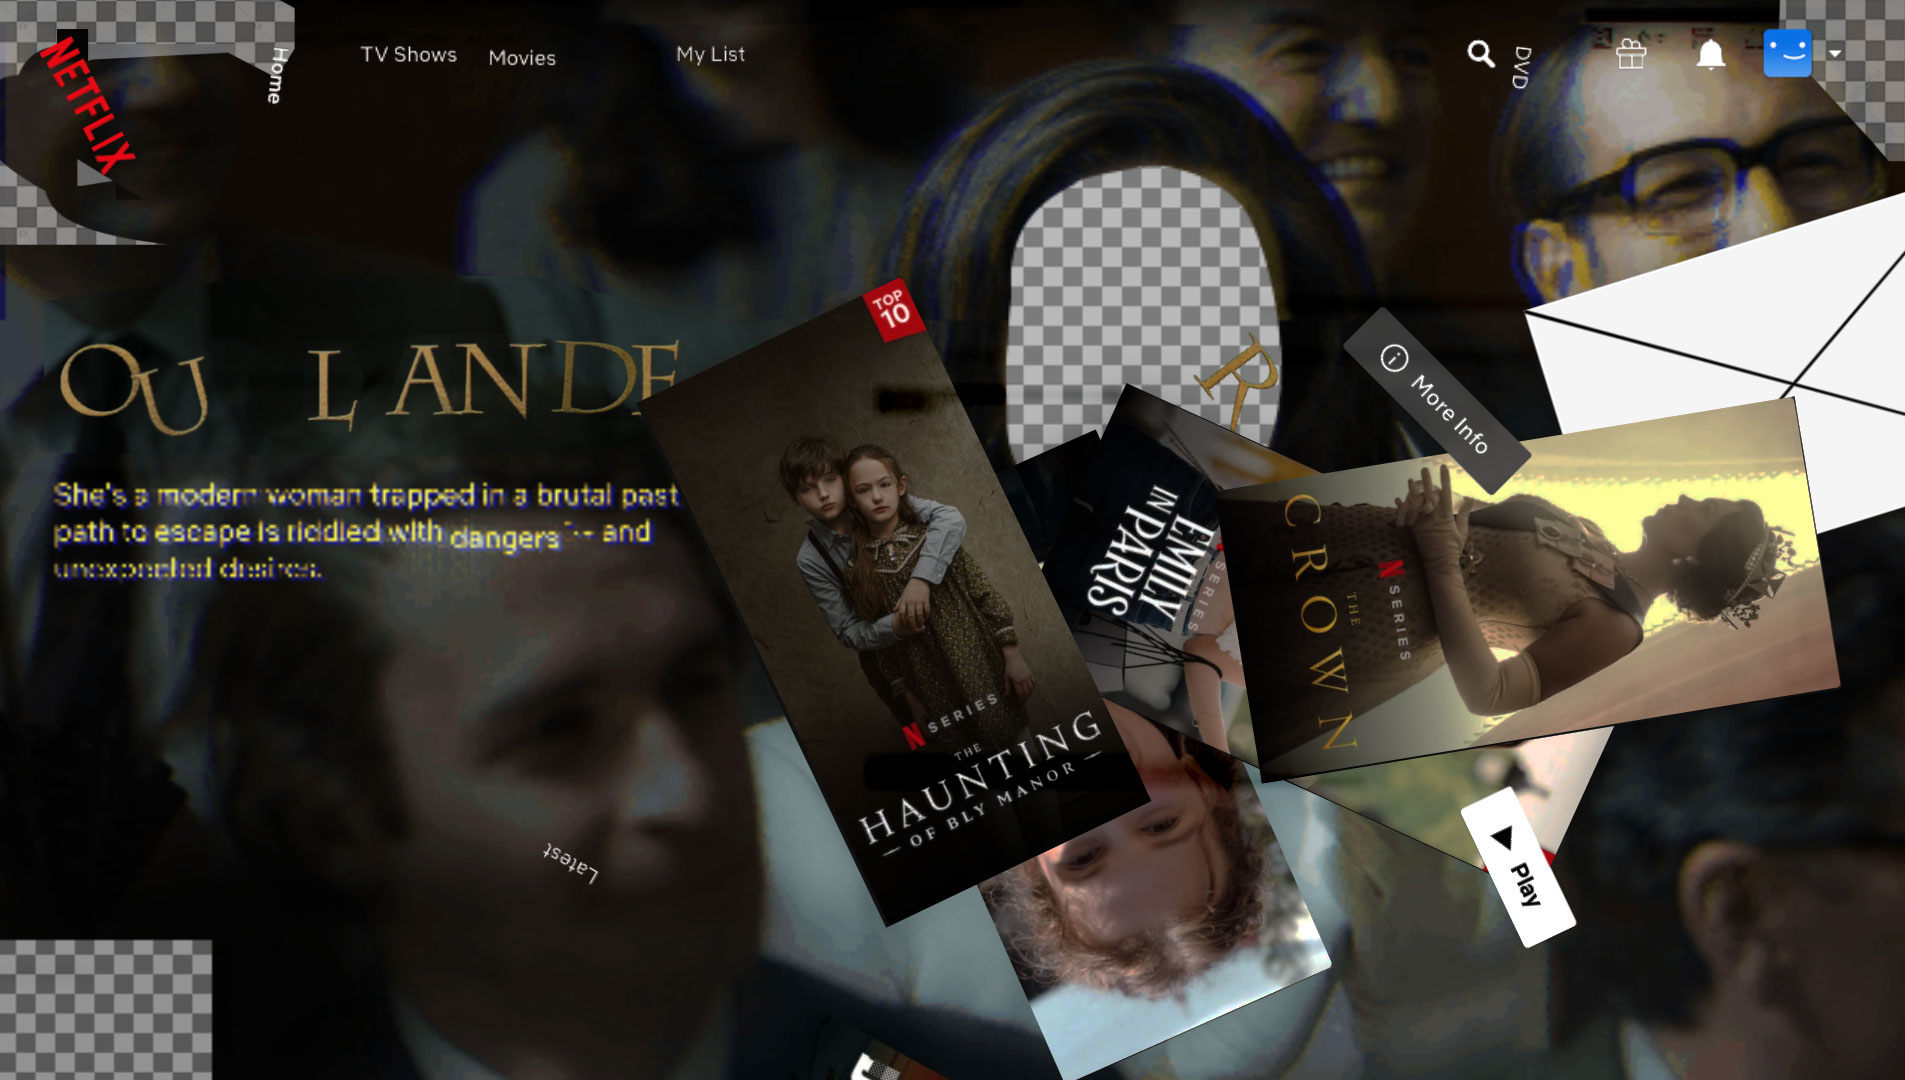 NETFLIX
Home
TV Shows
Movies
My List
DVD
OU LANDE
R
She's a modern woman trapped in a brutal past
path to escape is riddled with dangers -- and
unexpected desires.
TOP
10
N SERIES
THE
HAUNTING
OF BLY MANOR
SERIES
EMILY
IN PARIS
More Info
N SERIES
THE
CROWN
Play
Latest